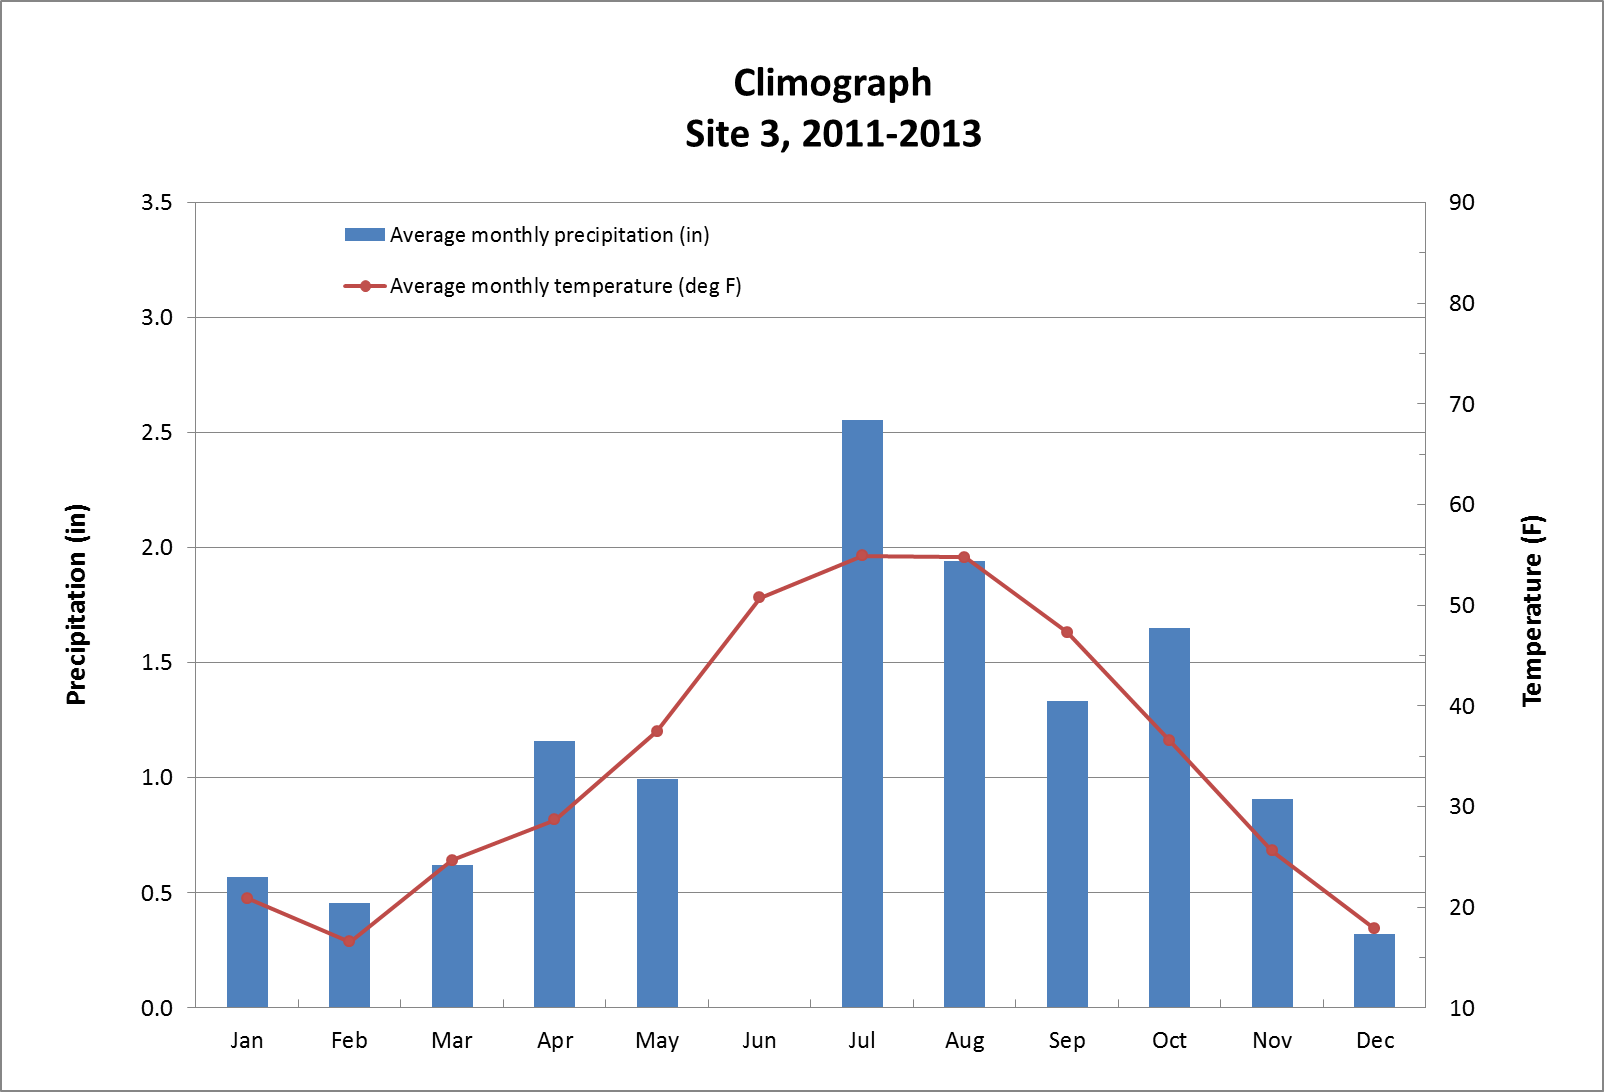 Climograph
Site 3, 2011-2013
Average monthly precipitation (in)
Average monthly temperature (deg F)
3.5
3.0
2.5
2.0
1.5
1.0
0.5
0.0
Precipitation (in)
90
80
70
60
50
40
30
20
10
Temperature (F)
Jan Feb Mar Apr May Jun Jul Aug Sep Oct Nov Dec